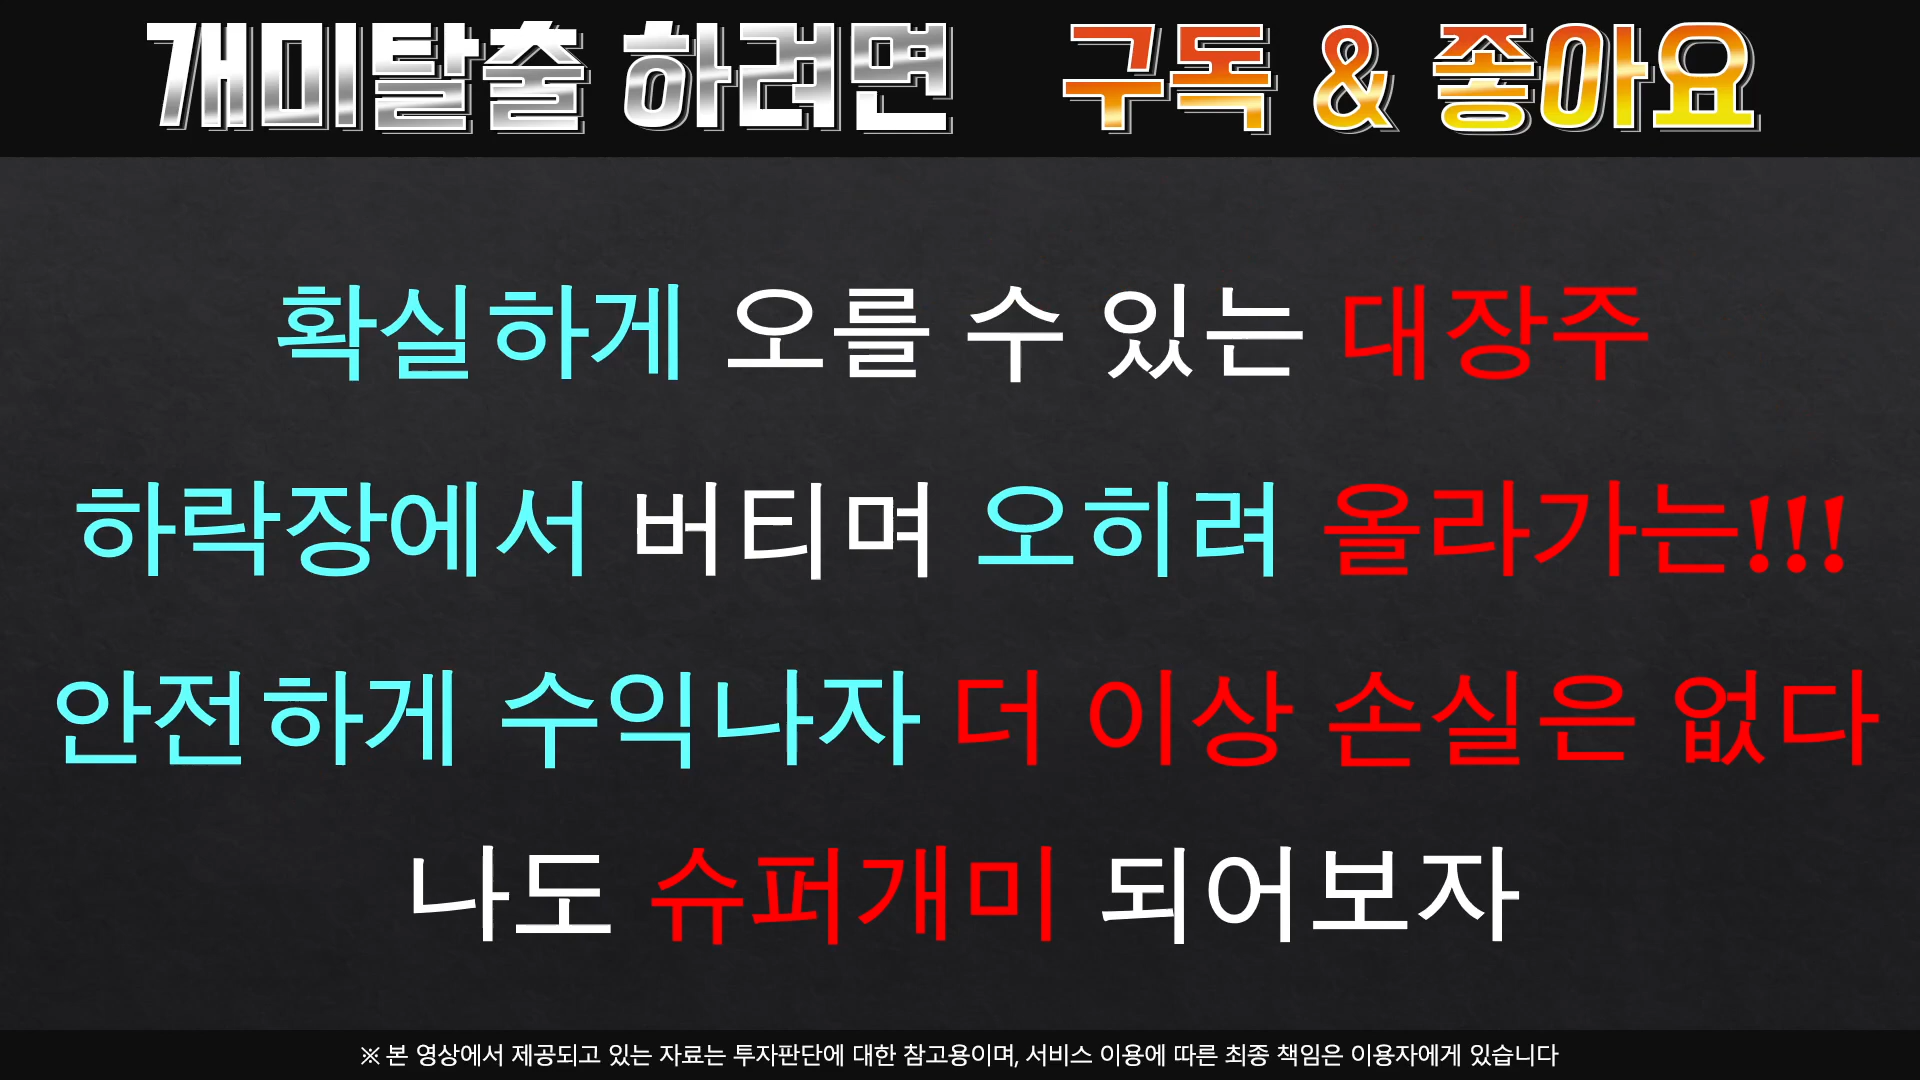 개미탈출 하려면 구독 & 좋아요
확실하게 오를 수 있는 대장주
하락장에서 버티며 오히려 올라가는!!!
안전하게 수익나자 더 이상 손실은 없다
나도 슈퍼개미 되어보자
※ 본 영상에서 제공되고 있는 자료는 투자판단에 대한 참고용이며, 서비스 이용에 따른 최종 책임은 이용자에게 있습니다